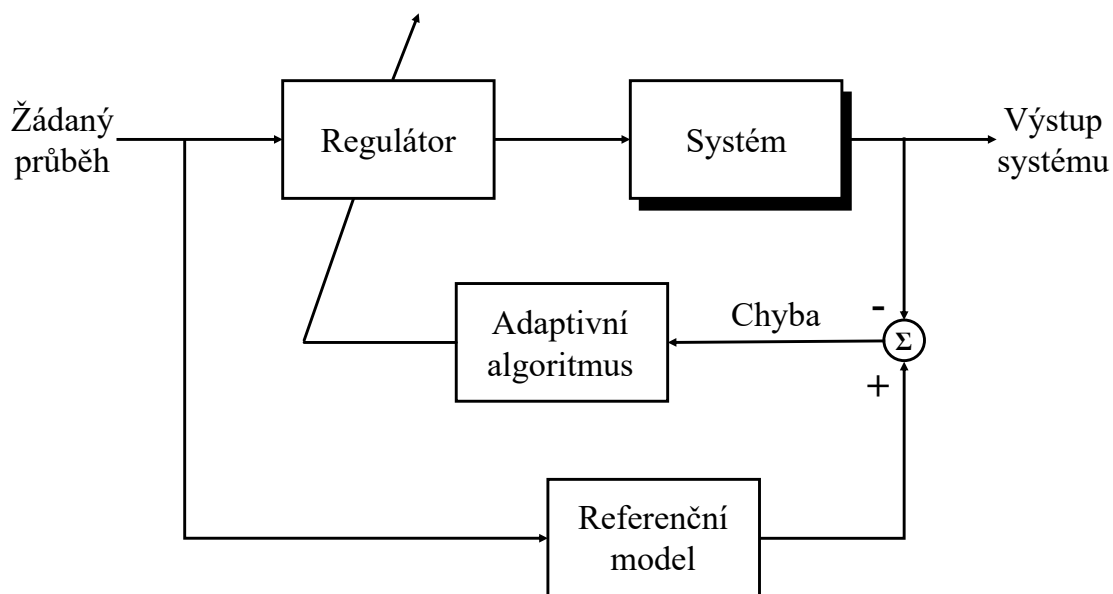 Žádaný
průběh
Regulátor
Systém
Výstup
systému
Adaptivní
algoritmus
Chyba
-
Σ
+
Referenční
model